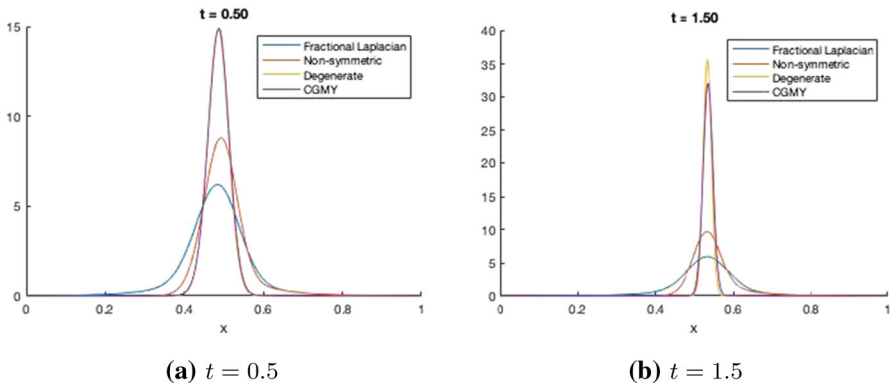 t = 0.50
15
10
5
0
Fractional Laplacian
Non-symmetric
Degenerate
CGMY
0 0.2 0.4 0.6 0.8 1
x
(a) t = 0.5
t = 1.50
40
35
30
25
20
15
10
5
0
Fractional Laplacian
Non-symmetric
Degenerate
CGMY
0 0.2 0.4 0.6 0.8 1
x
(b) t = 1.5